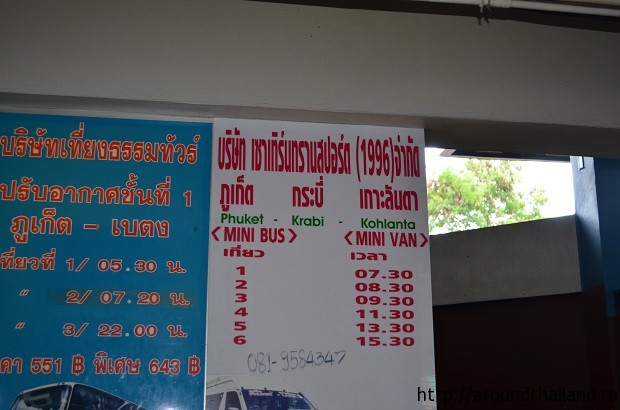 บริษัทเที่ยงธรรมทัวร์
ปรับอากาศชั้นที่ 1
ภูเก็ต - เบตง
เที่ยวที่ 1/ 05.30 น.
" 2/ 07.20 น.
" 3/ 22.00 น.
551 ฿ พิเศษ 643 ฿
บริษัท เซาเทิร์นทรานสปอร์ต (1996)จำกัด
ภูเก็ต กระบี่ เกาะลันตา
Phuket - Krabi - Kohlanta
<MINI BUS> <MINI VAN>
เที่ยว เวลา
1 07.30
2 08.30
3 09.30
4 11.30
5 13.30
6 15.30
081-9584347